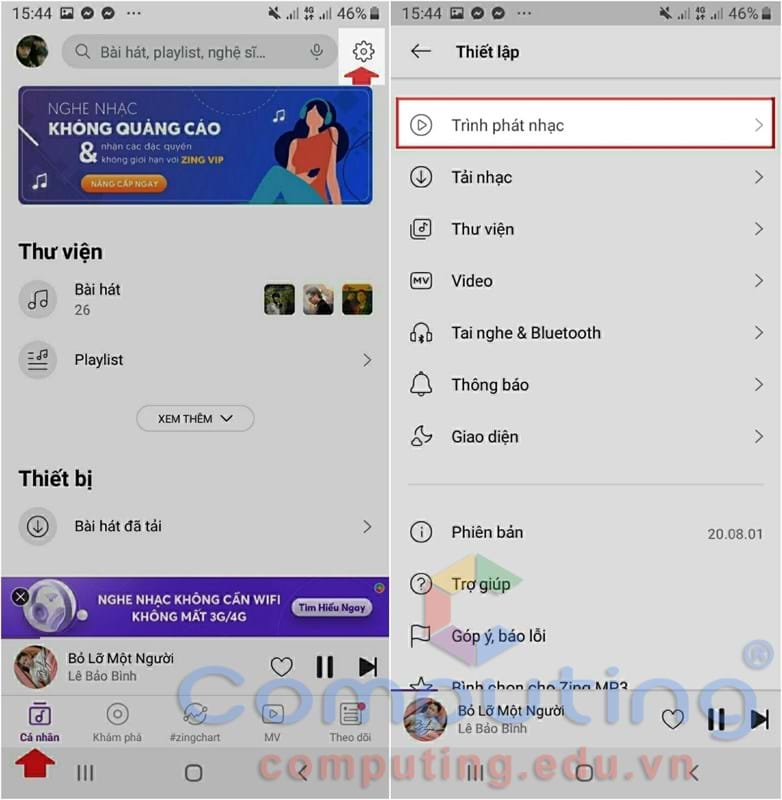 15:44 ... 4G 46%
Bài hát, playlist, nghệ sĩ...
NGHE NHẠC
KHÔNG QUẢNG CÁO
& nhận các đặc quyền
không giới hạn với ZING VIP
NÂNG CẤP NGAY
Thư viện
Bài hát
26
Playlist
XEM THÊM
Thiết bị
Bài hát đã tải
NGHE NHẠC KHÔNG CẦN WIFI
KHÔNG MẤT 3G/4G
Tìm Hiểu Ngay
Bỏ Lỡ Một Người
Lê Bảo Bình
Cá nhân
Khám phá
#zingchart
MV
Theo dõi
15:44 ... 4G 46%
Thiết lập
Trình phát nhạc
Tải nhạc
Thư viện
MV Video
Tai nghe & Bluetooth
Thông báo
Giao diện
Phiên bản 20.08.01
Trợ giúp
Góp ý, báo lỗi
Bình chọn cho Zing MP3
Bỏ Lỡ Một Người
Lê Bảo Bình
Computing®
computing.edu.vn